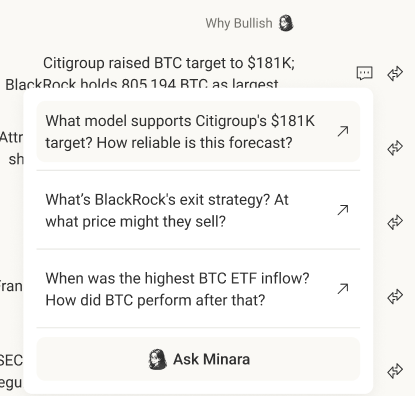 Why Bullish
Citigroup raised BTC target to $181K;
BlackRock holds 805,194 BTC as largest
Attr
sh
What model supports Citigroup's $181K
target? How reliable is this forecast?
What's BlackRock's exit strategy? At
what price might they sell?
ran
When was the highest BTC ETF inflow?
How did BTC perform after that?
SEC
egu
Ask Minara